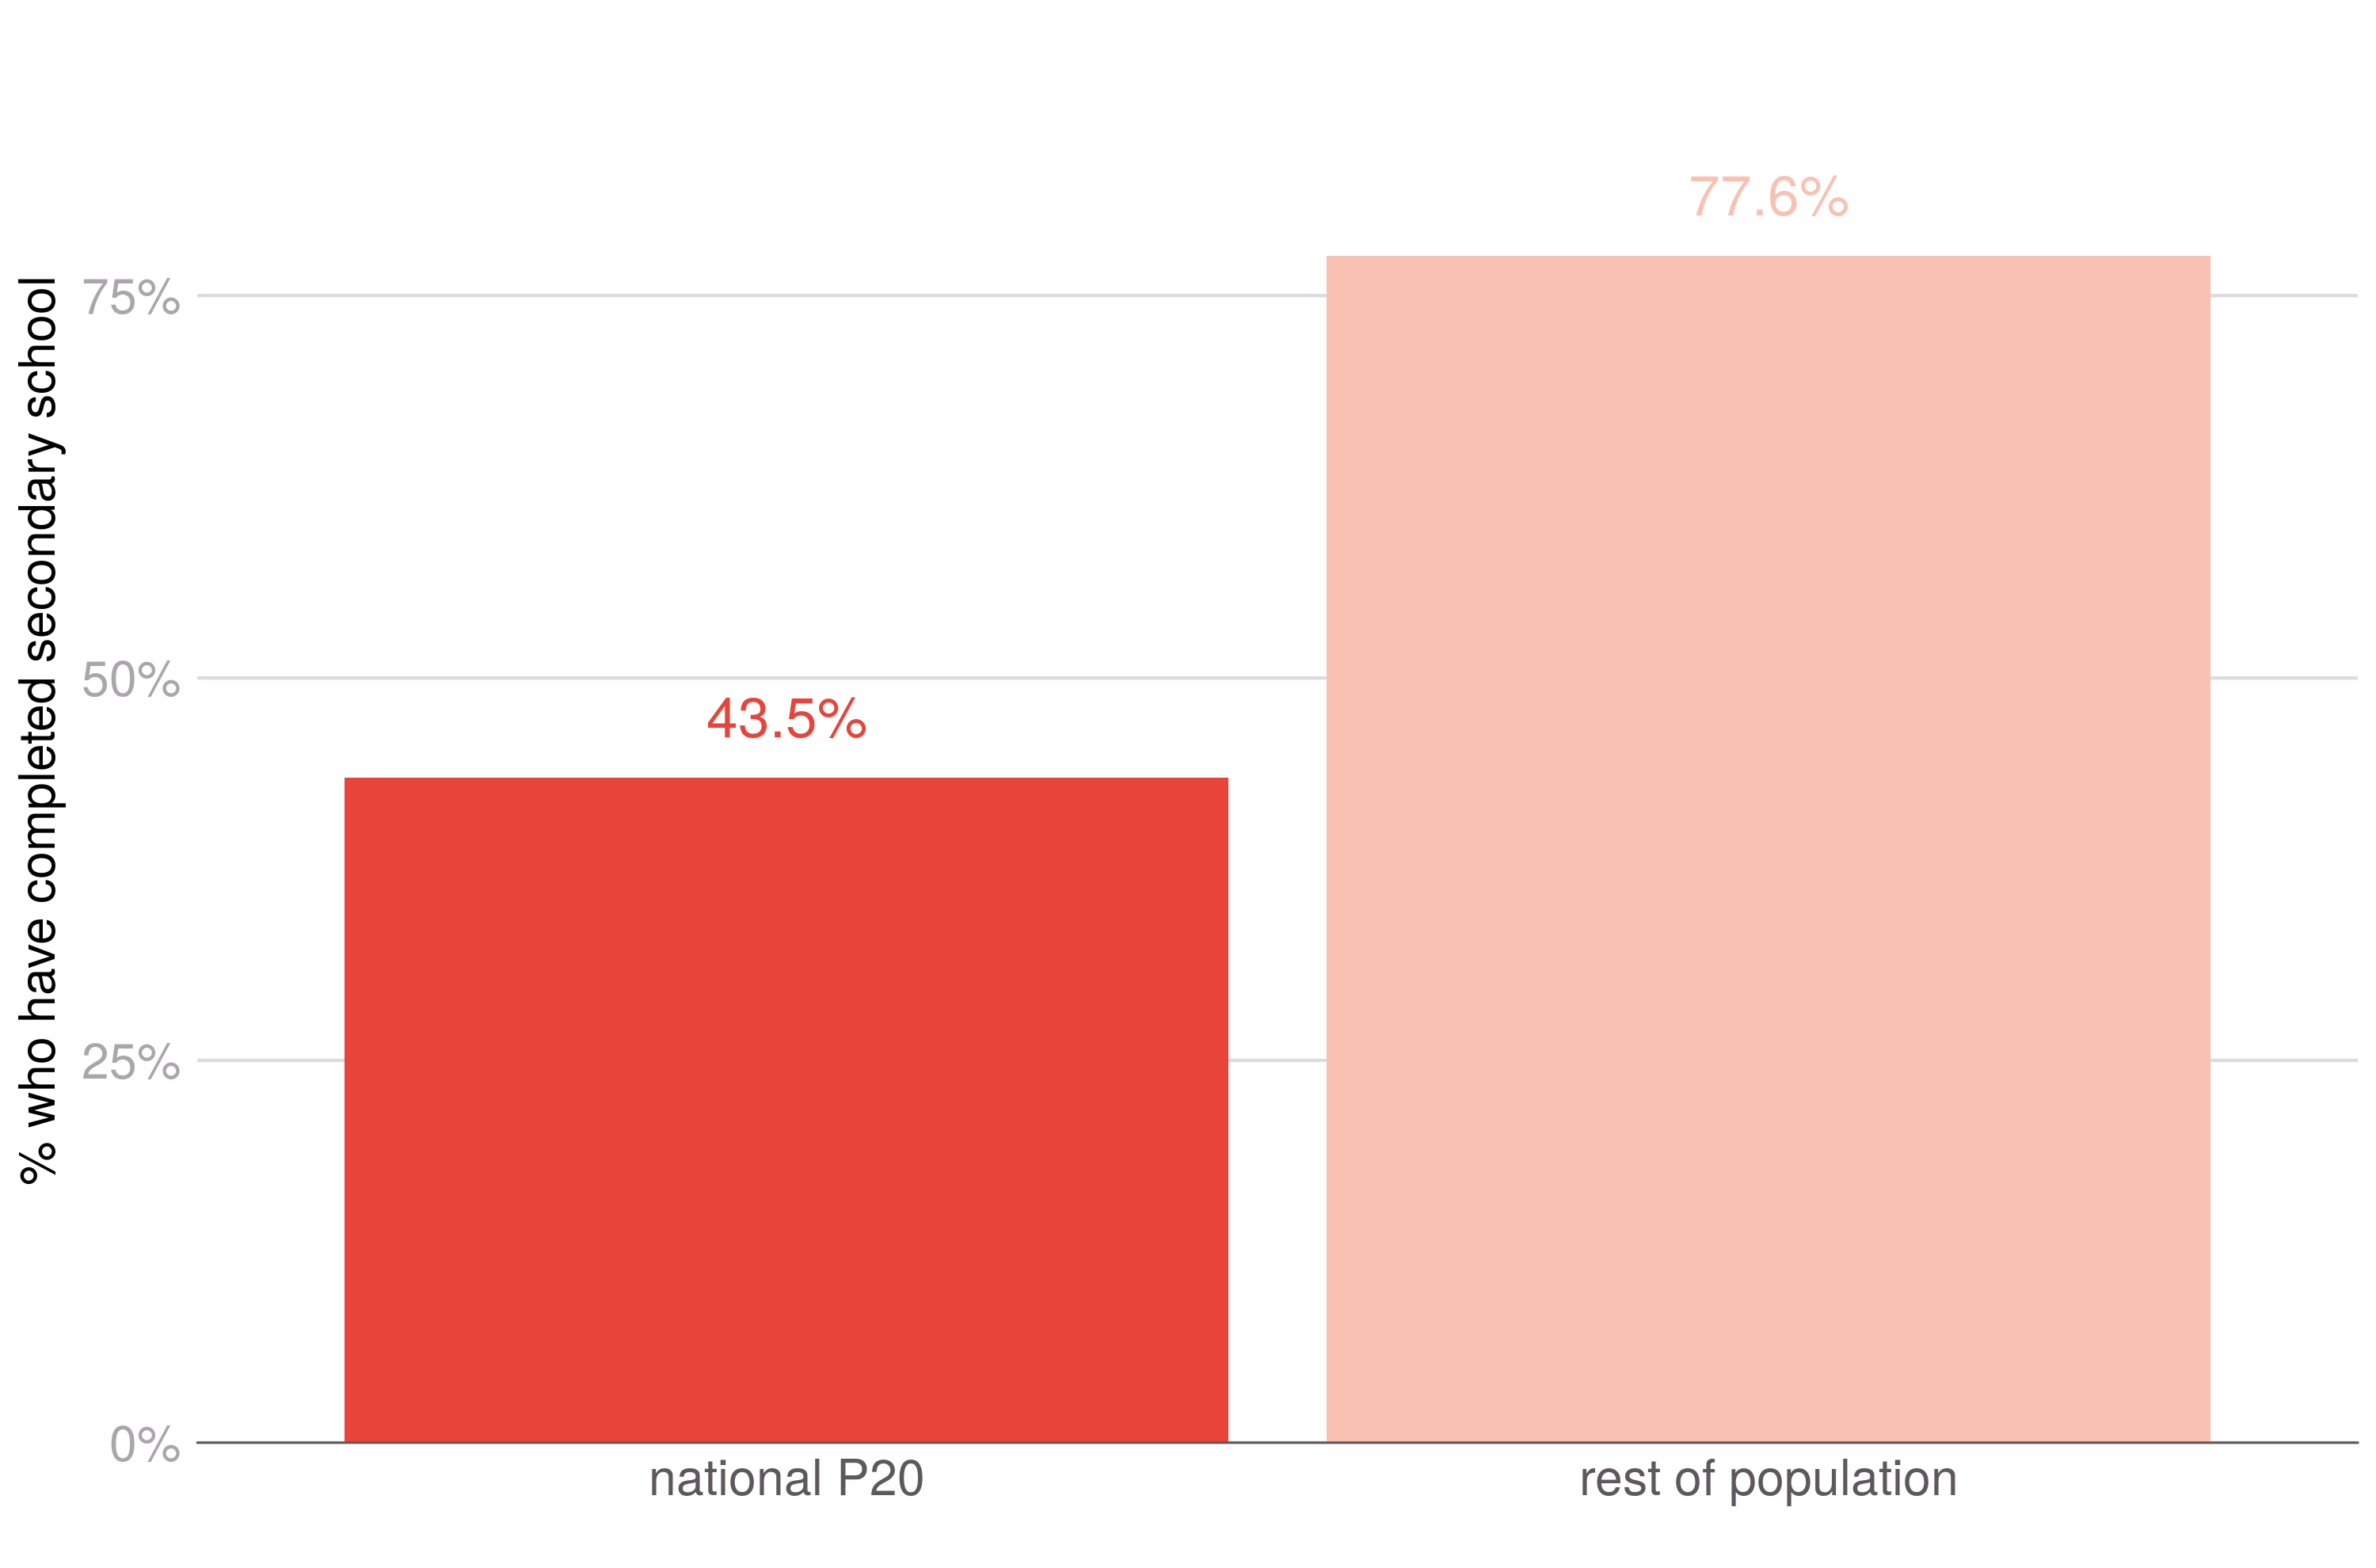 % who have completed secondary school
75%
50%
25%
0%
77.6%
43.5%
national P20
rest of population